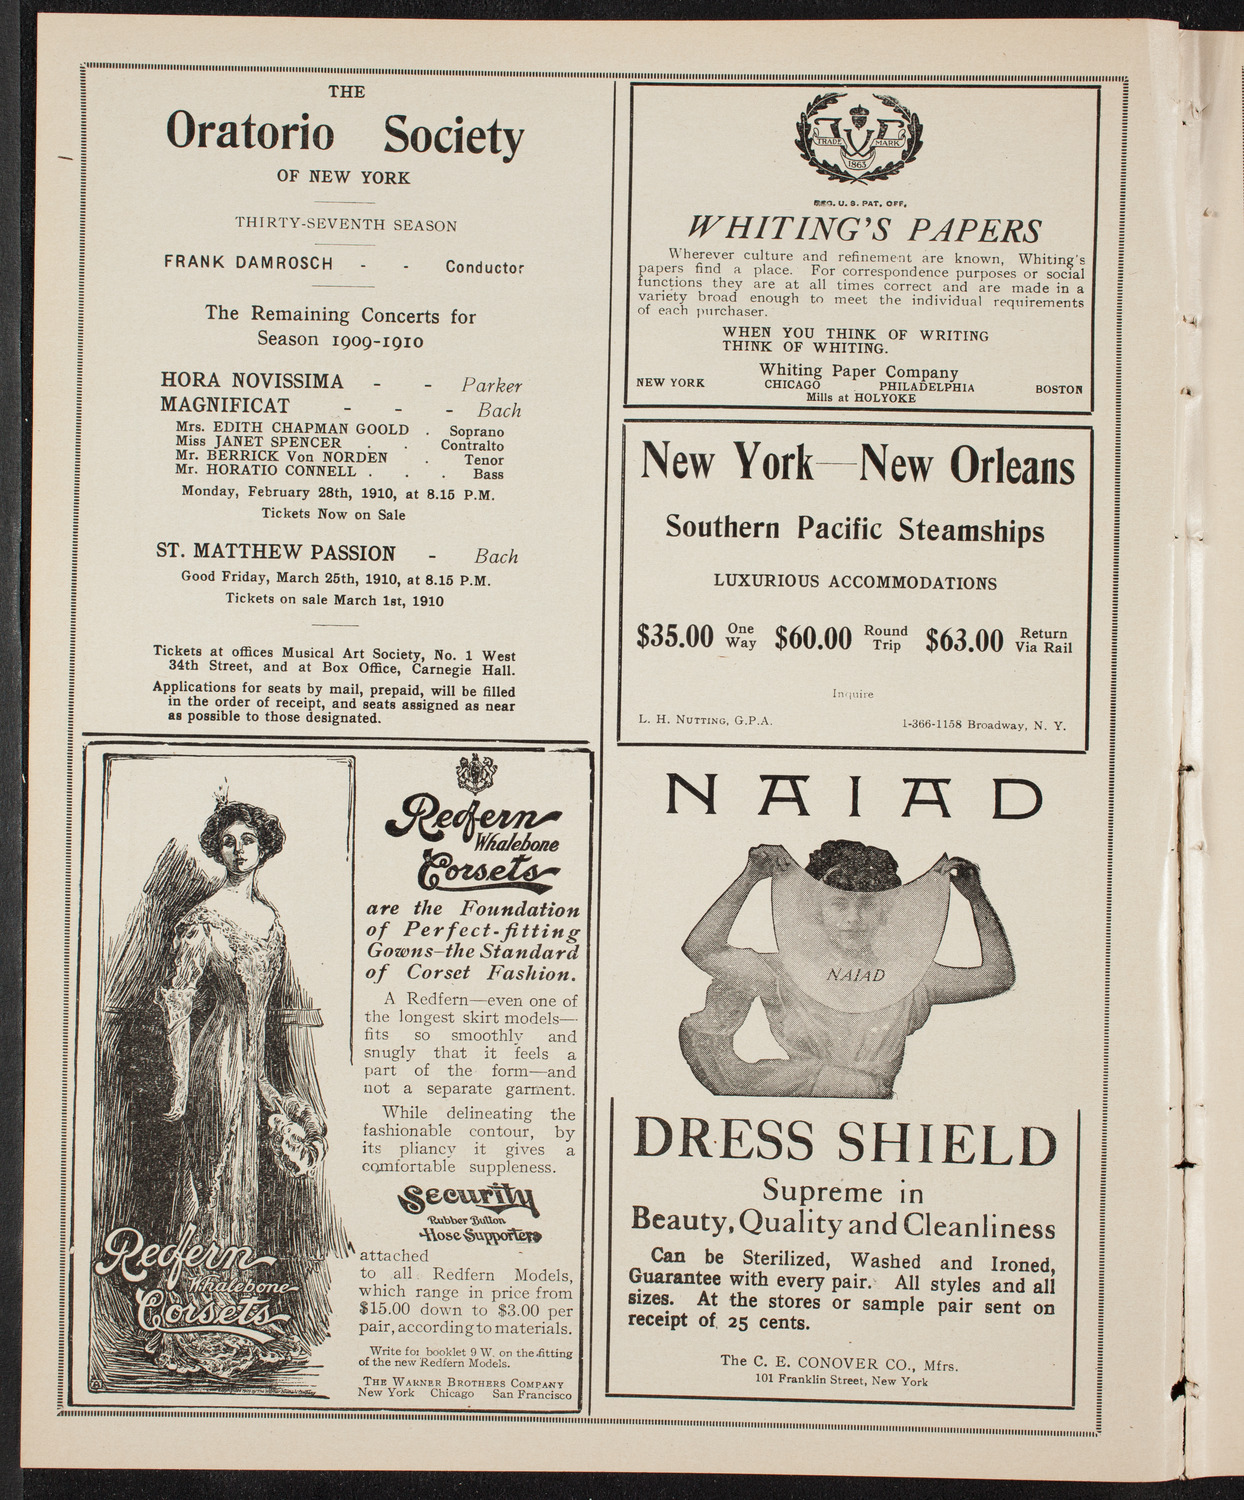 THE
Oratorio Society
OF NEW YORK
THIRTY-SEVENTH SEASON
FRANK DAMROSCH - - Conductor
The Remaining Concerts for
Season 1909-1910
HORA NOVISSIMA - - Parker
MAGNIFICAT - - - Bach
Mrs. EDITH CHAPMAN GOOLD . Soprano
Miss JANET SPENCER . . Contralto
Mr. BERRICK Von NORDEN . Tenor
Mr. HORATIO CONNELL . . . Bass
Monday, February 28th, 1910, at 8.15 P.M.
Tickets Now on Sale
ST. MATTHEW PASSION - Bach
Good Friday, March 25th, 1910, at 8.15 P.M.
Tickets on sale March 1st, 1910
Tickets at offices Musical Art Society, No. 1 West
34th Street, and at Box Office, Carnegie Hall.
Applications for seats by mail, prepaid, will be filled
in the order of receipt, and seats assigned as near
as possible to those designated.
Redfern
Whalebone
Corsets
are the Foundation
of Perfect-fitting
Gowns—the Standard
of Corset Fashion.
A Redfern—even one of
the longest skirt models—
fits so smoothly and
snugly that it feels a
part of the form—and
not a separate garment.
While delineating the
fashionable contour, by
its pliancy it gives a
comfortable suppleness.
Security
Rubber Button
Hose Supporters
attached
to all Redfern Models,
which range in price from
$15.00 down to $3.00 per
pair, according to materials.
Write for booklet 9 W. on the fitting
of the new Redfern Models.
THE WARNER BROTHERS COMPANY
New York Chicago San Francisco
Redfern
Whalebone
Corsets
TRADE MARK
1865
REG. U. S. PAT. OFF.
WHITING'S PAPERS
Wherever culture and refinement are known, Whiting's
papers find a place. For correspondence purposes or social
functions they are at all times correct and are made in a
variety broad enough to meet the individual requirements
of each purchaser.
WHEN YOU THINK OF WRITING
THINK OF WHITING.
Whiting Paper Company
NEW YORK CHICAGO PHILADELPHIA BOSTON
Mills at HOLYOKE
New York—New Orleans
Southern Pacific Steamships
LUXURIOUS ACCOMMODATIONS
$35.00 One Way $60.00 Round Trip $63.00 Return Via Rail
Inquire
L. H. NUTTING, G.P.A. 1-366-1158 Broadway, N. Y.
NAIAD
NAIAD
DRESS SHIELD
Supreme in
Beauty, Quality and Cleanliness
Can be Sterilized, Washed and Ironed,
Guarantee with every pair. All styles and all
sizes. At the stores or sample pair sent on
receipt of 25 cents.
The C. E. CONOVER CO., Mfrs.
101 Franklin Street, New York